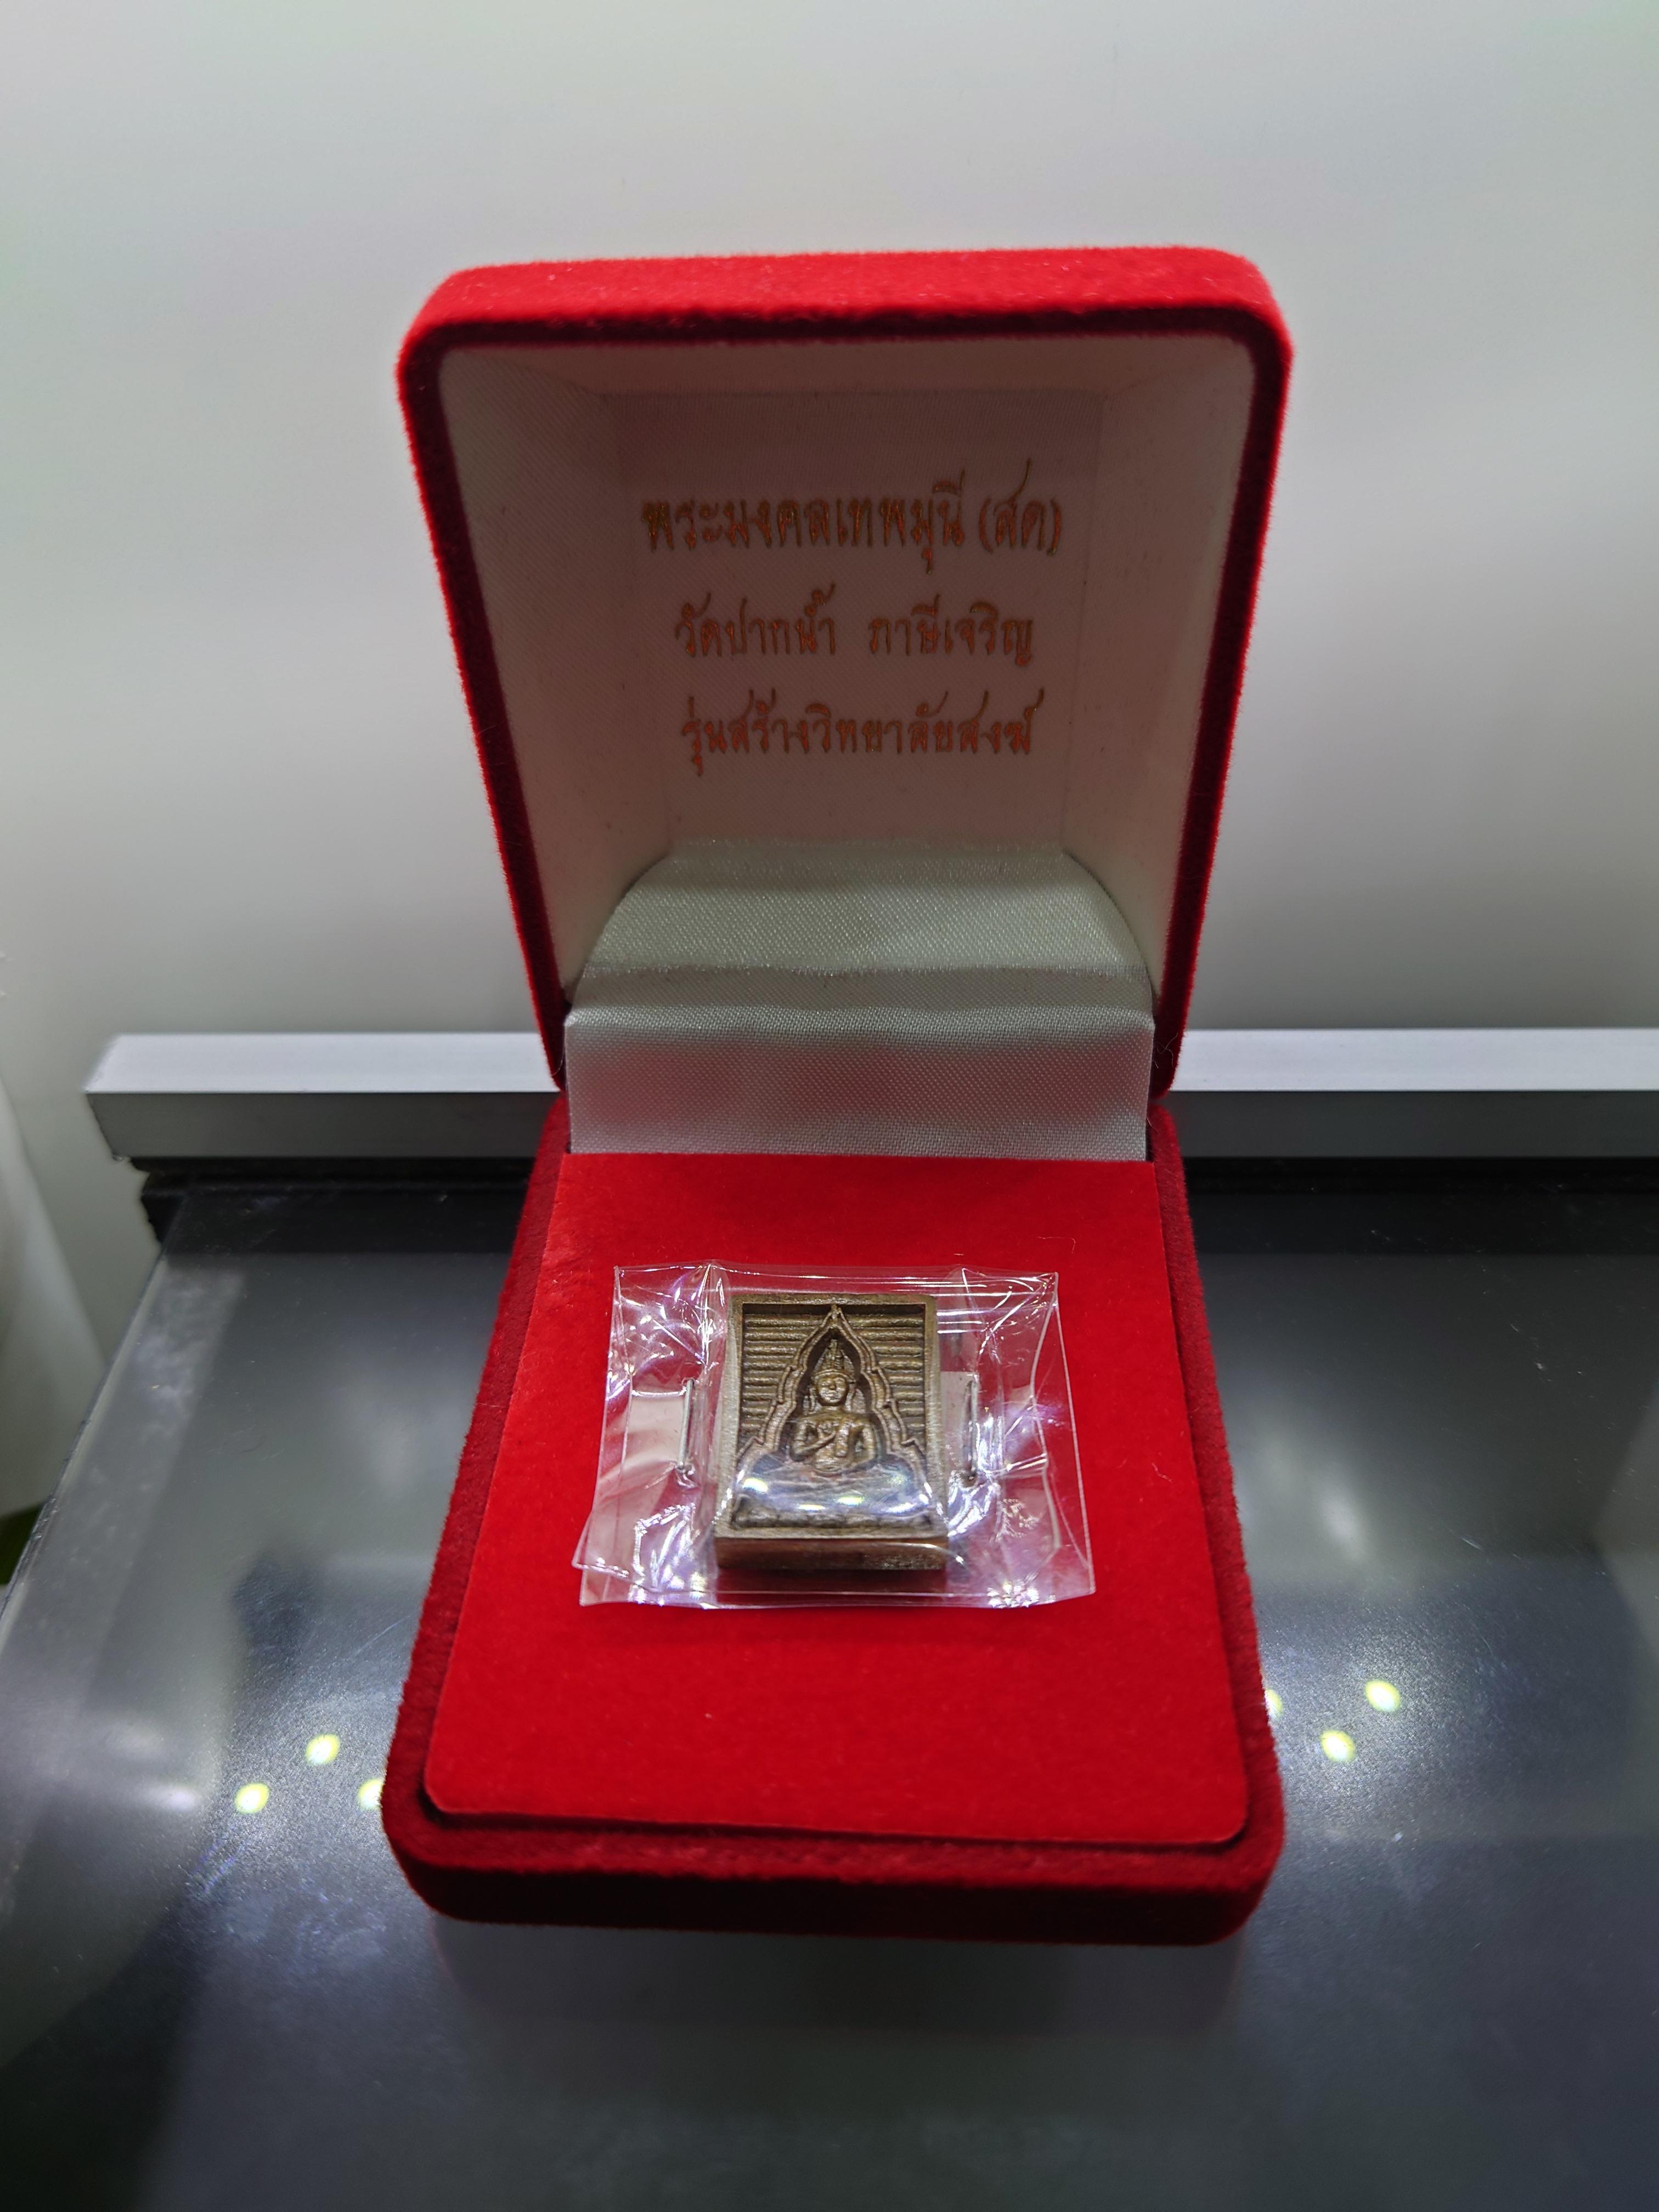 พระมงคลเทพมุนี (สด)
วัดปากน้ำ ภาษีเจริญ
รุ่นสร้างวิทยาลัยสงฆ์